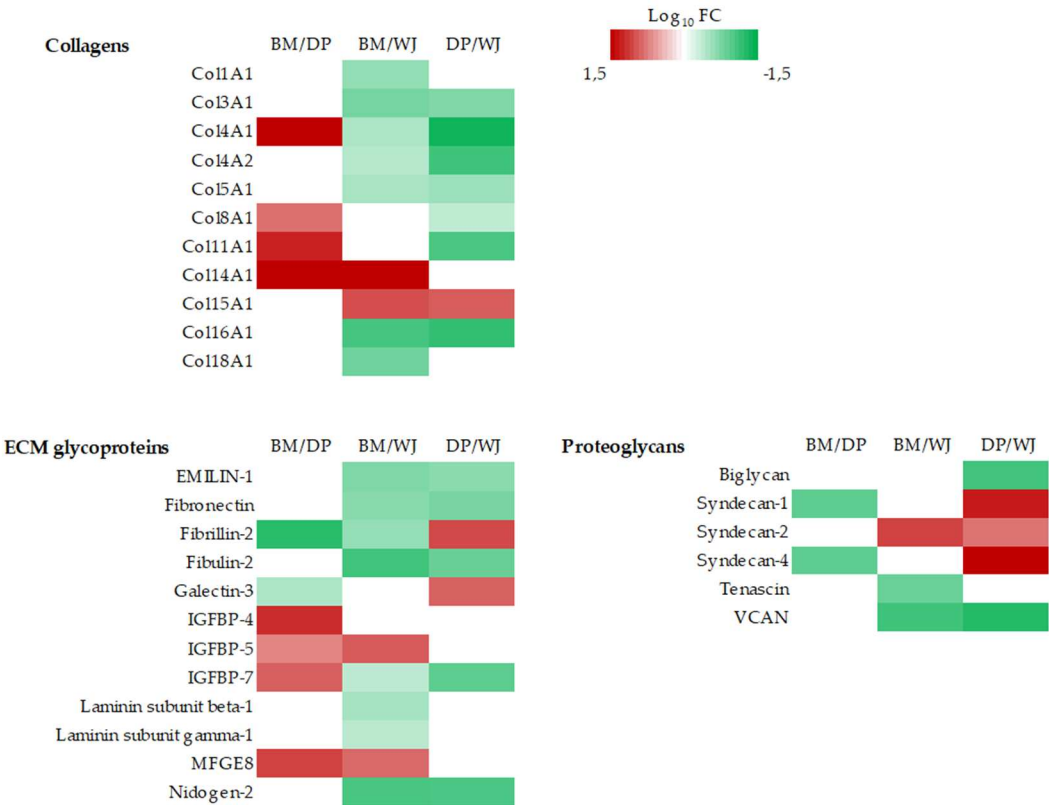 Log10 FC
1,5 -1,5
Collagens BM/DP BM/WJ DP/WJ
Col1A1
Col3A1
Col4A1
Col4A2
Col5A1
Col8A1
Col11A1
Col14A1
Col15A1
Col16A1
Col18A1
ECM glycoproteins BM/DP BM/WJ DP/WJ
EMILIN-1
Fibronectin
Fibrillin-2
Fibulin-2
Galectin-3
IGFBP-4
IGFBP-5
IGFBP-7
Laminin subunit beta-1
Laminin subunit gamma-1
MFGE8
Nidogen-2
Proteoglycans BM/DP BM/WJ DP/WJ
Biglycan
Syndecan-1
Syndecan-2
Syndecan-4
Tenascin
VCAN